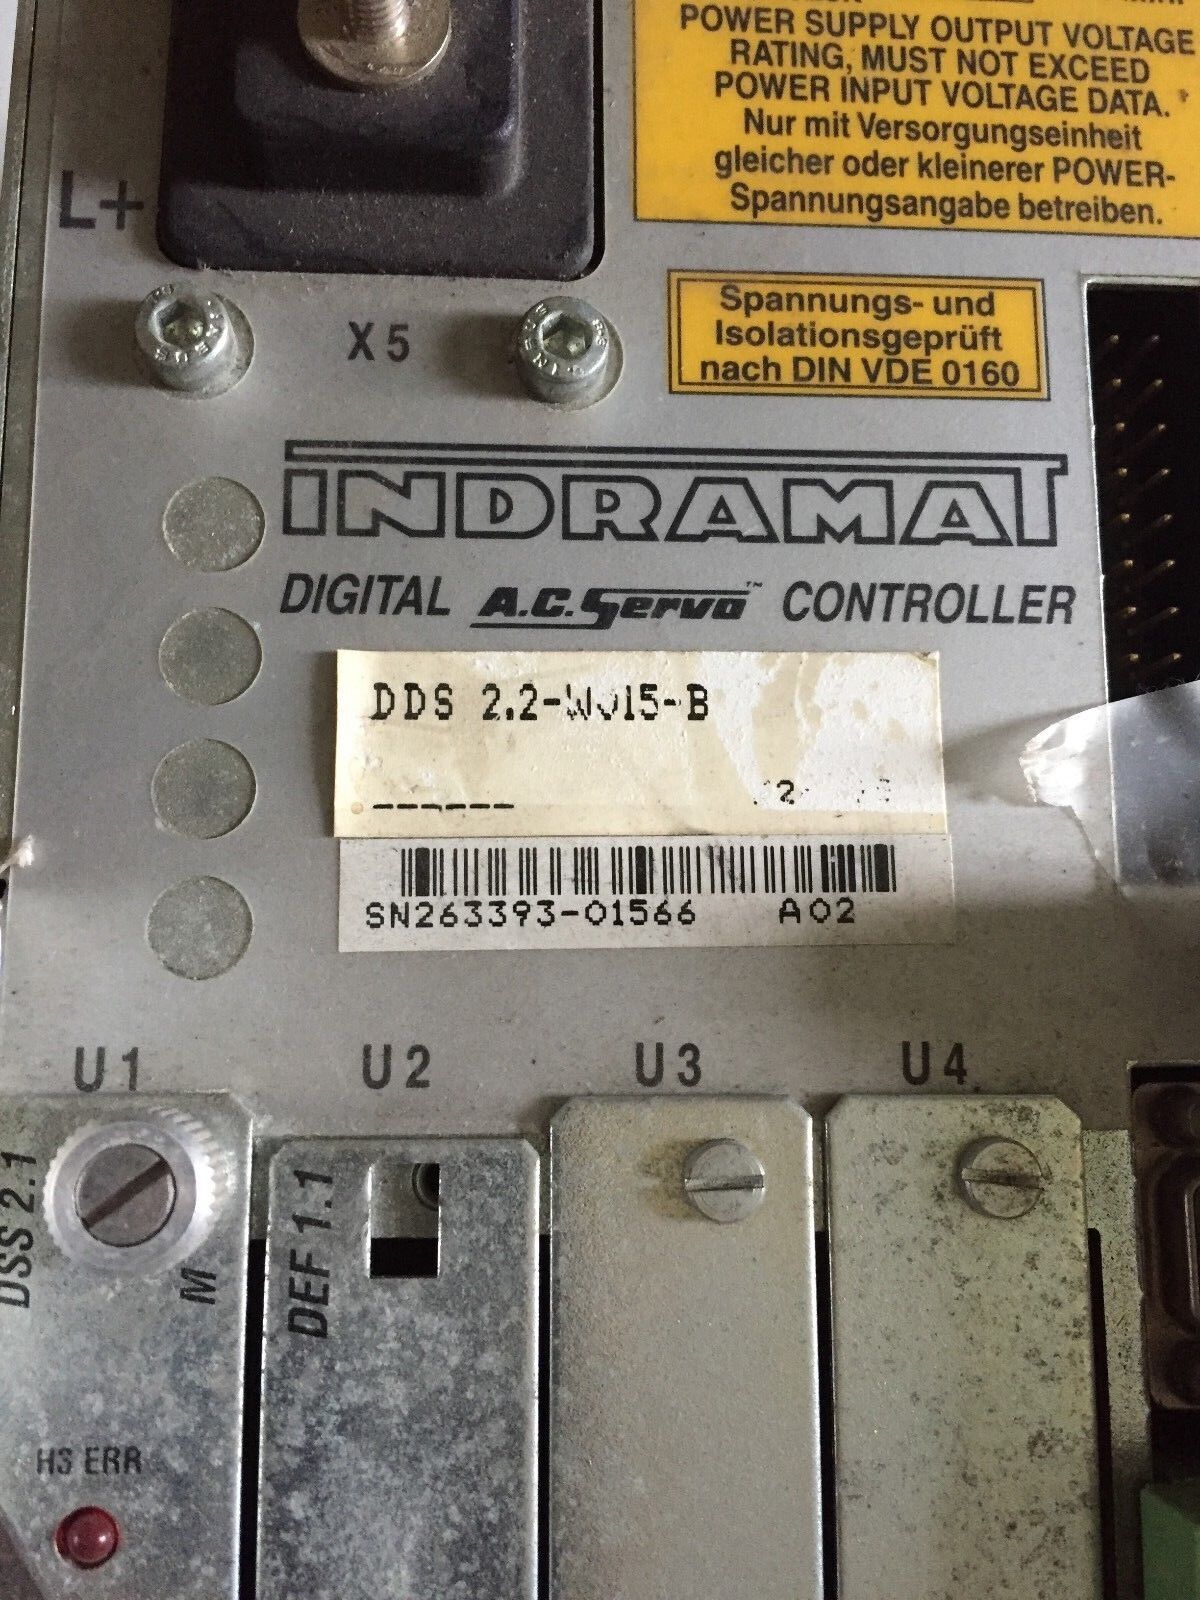 POWER SUPPLY OUTPUT VOLTAGE
RATING, MUST NOT EXCEED
POWER INPUT VOLTAGE DATA.
Nur mit Versorgungseinheit
gleicher oder kleinerer POWER-
Spannungsangabe betreiben.
L+
X5
Spannungs- und
Isolationsgeprüft
nach DIN VDE 0160
INDRAMAT
DIGITAL A.C. Servo™ CONTROLLER
DDS 2.2-W015-B
------
SN263393-01566 A02
U1 U2 U3 U4
DSS 2.1
M
DEF 1.1
HS ERR